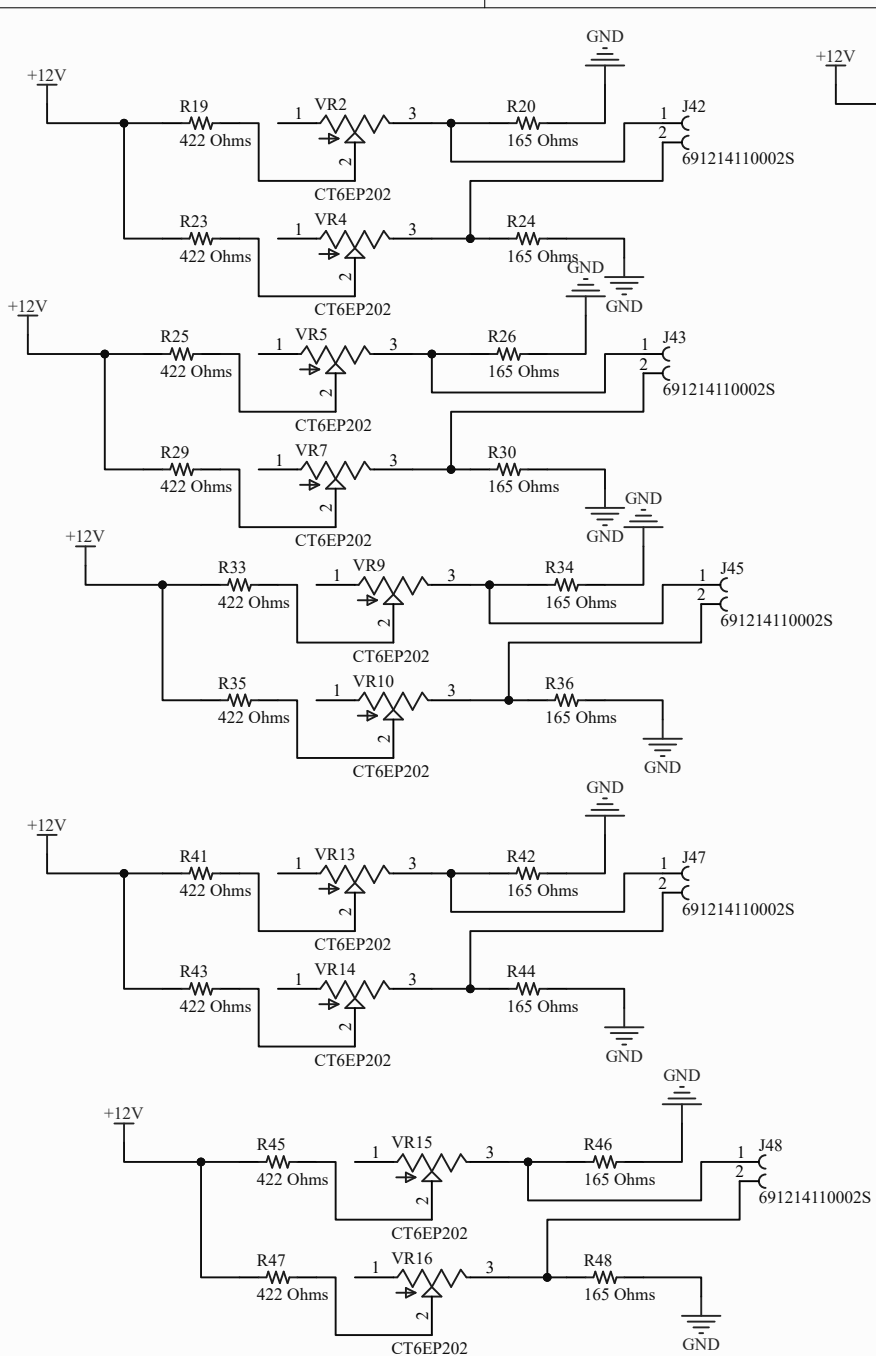 GND
+12V
+12V
R19 1 VR2 3 R20 1 J42
422 Ohms 2 165 Ohms 2 691214110002S
CT6EP202
R23 1 VR4 3 R24
422 Ohms 2 165 Ohms
GND
CT6EP202
GND
+12V
R25 1 VR5 3 R26 1 J43
422 Ohms 2 165 Ohms 2 691214110002S
CT6EP202
R29 1 VR7 3 R30
422 Ohms 2 165 Ohms
GND
CT6EP202
GND
+12V
R33 1 VR9 3 R34 1 J45
422 Ohms 2 165 Ohms 2 691214110002S
CT6EP202
R35 1 VR10 3 R36
422 Ohms 2 165 Ohms
CT6EP202
GND
GND
+12V
R41 1 VR13 3 R42 1 J47
422 Ohms 2 165 Ohms 2 691214110002S
CT6EP202
R43 1 VR14 3 R44
422 Ohms 2 165 Ohms
CT6EP202
GND
GND
+12V
R45 1 VR15 3 R46 1 J48
422 Ohms 2 165 Ohms 2 691214110002S
CT6EP202
R47 1 VR16 3 R48
422 Ohms 2 165 Ohms
CT6EP202
GND